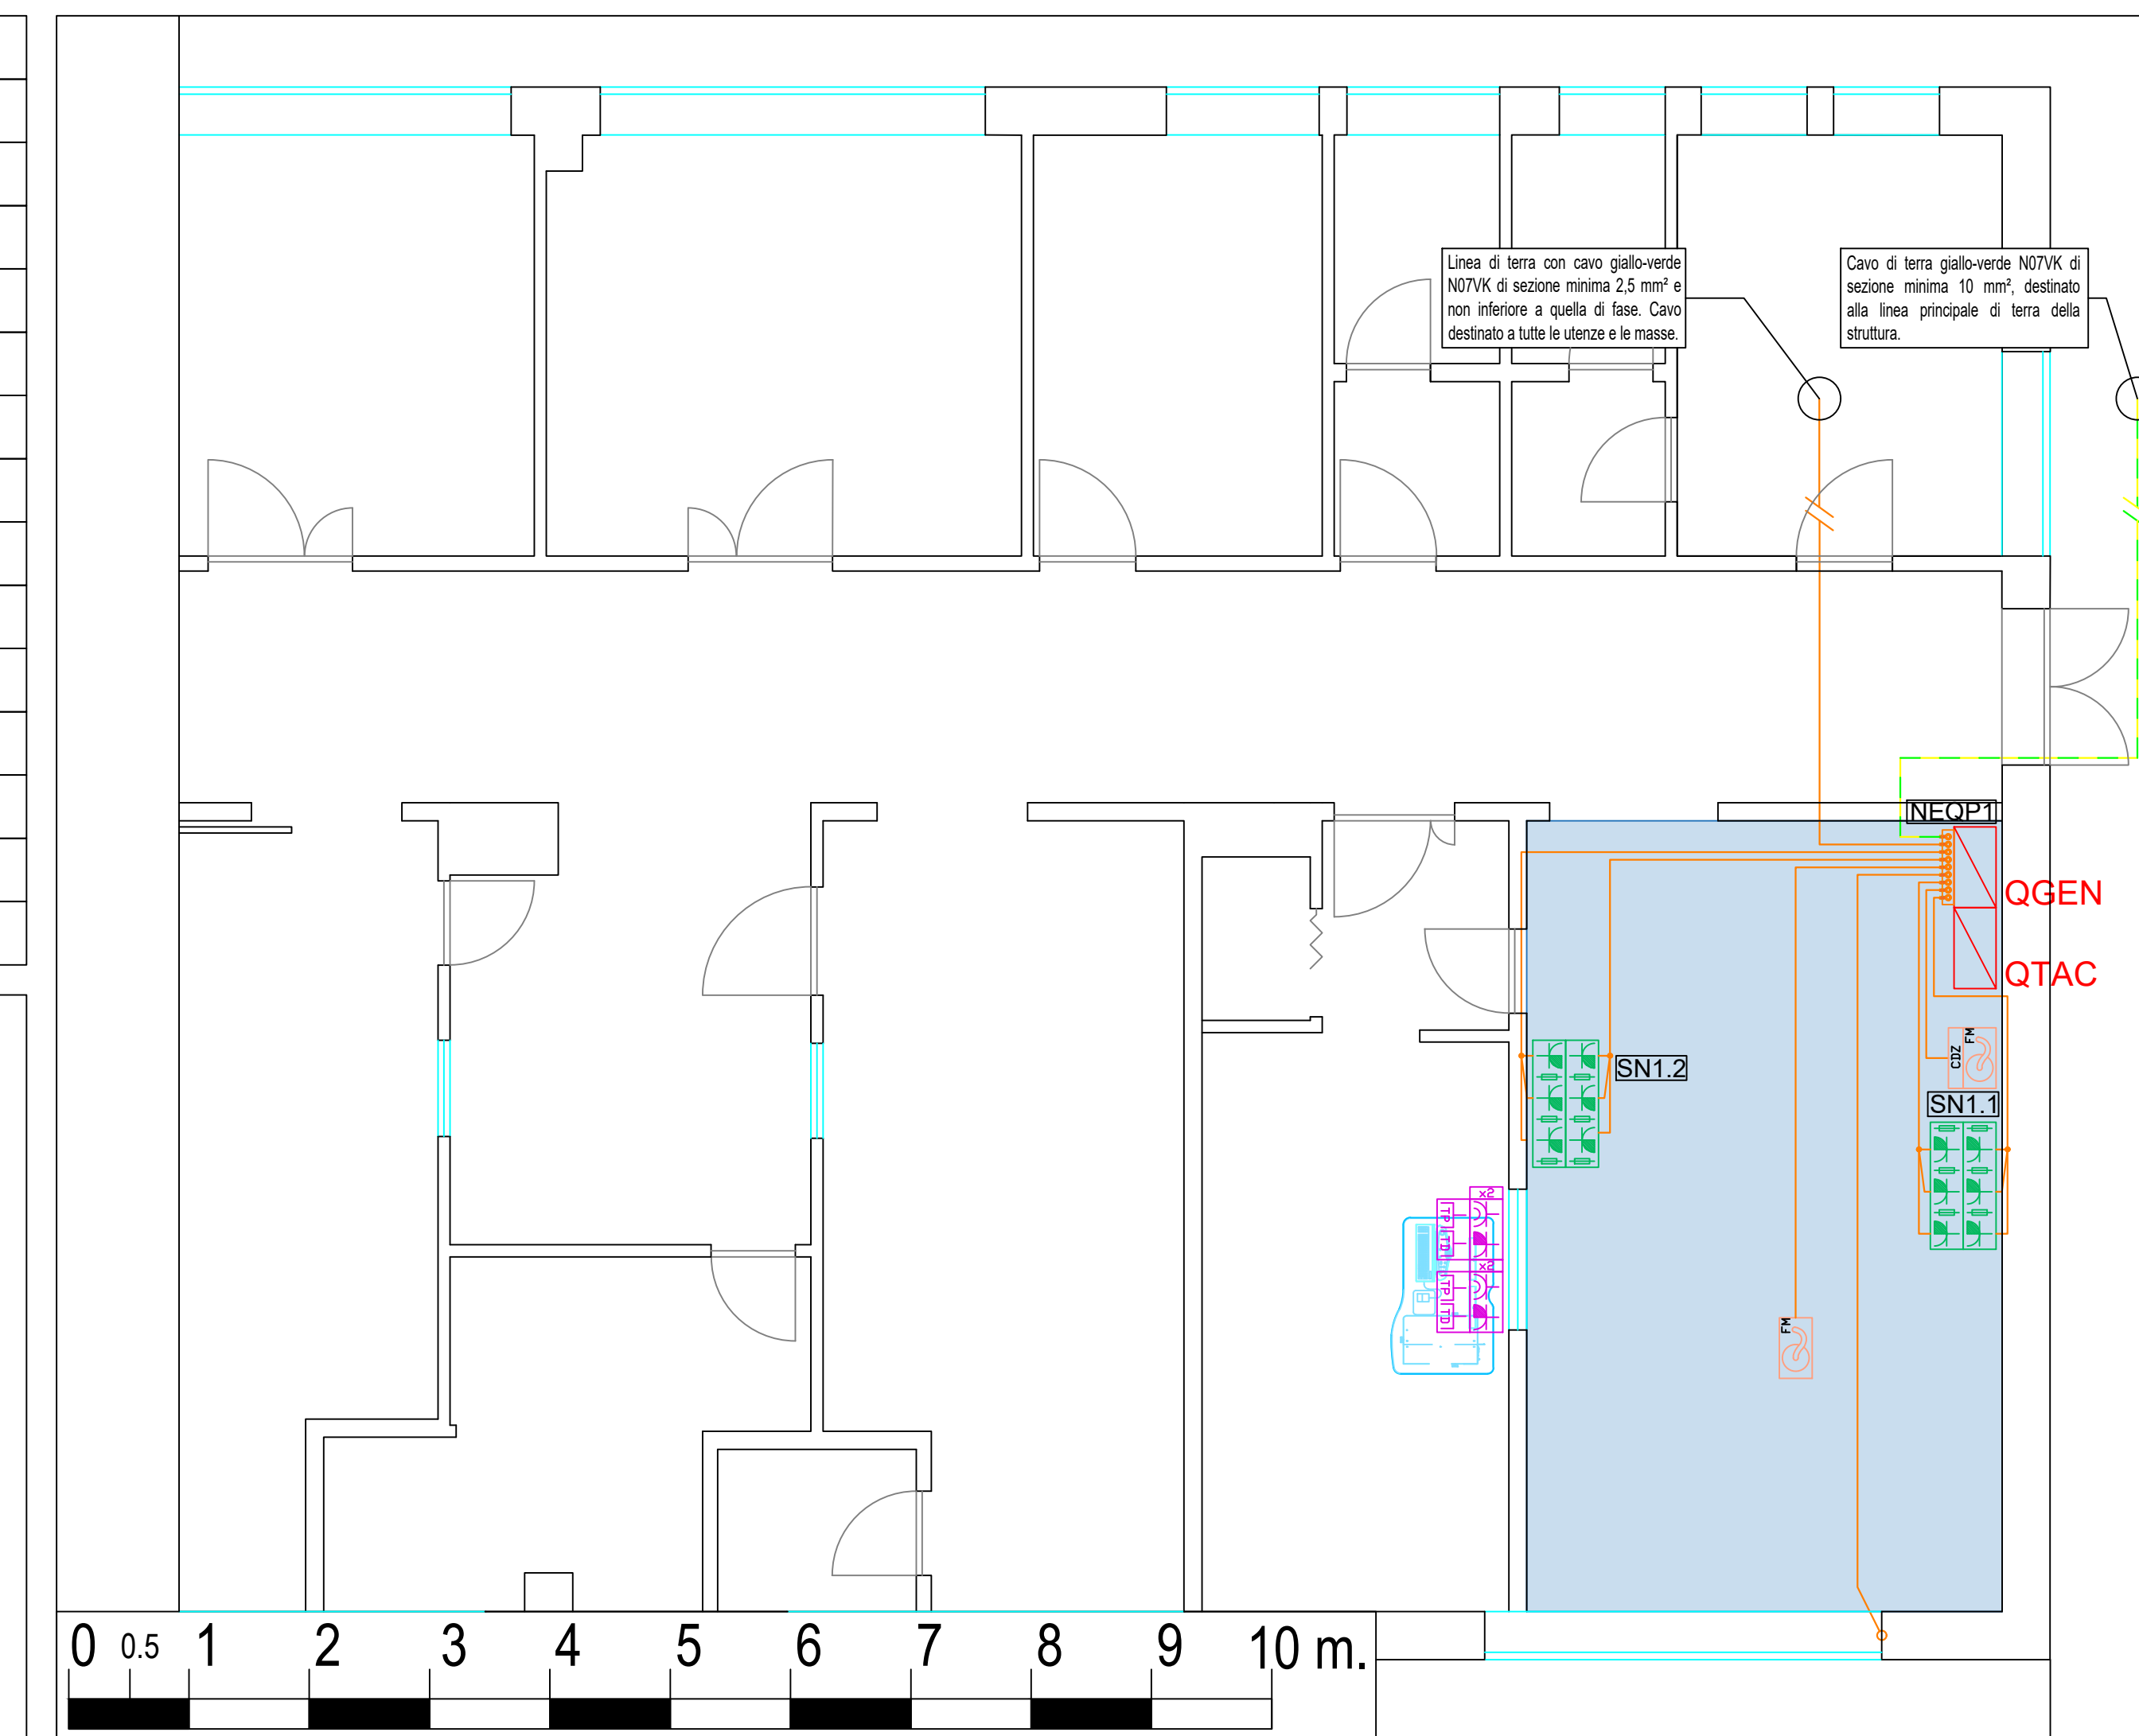 Linea di terra con cavo giallo-verde
N07VK di sezione minima 2,5 mm² e
non inferiore a quella di fase. Cavo
destinato a tutte le utenze e le masse.
Cavo di terra giallo-verde N07VK di
sezione minima 10 mm², destinato
alla linea principale di terra della
struttura.
NEQP1
QGEN
QTAC
FM
CDZ
SN1.2
SN1.1
x2
TP
TD
x2
TP
TD
FM
0 0.5 1 2 3 4 5 6 7 8 9 10 m.